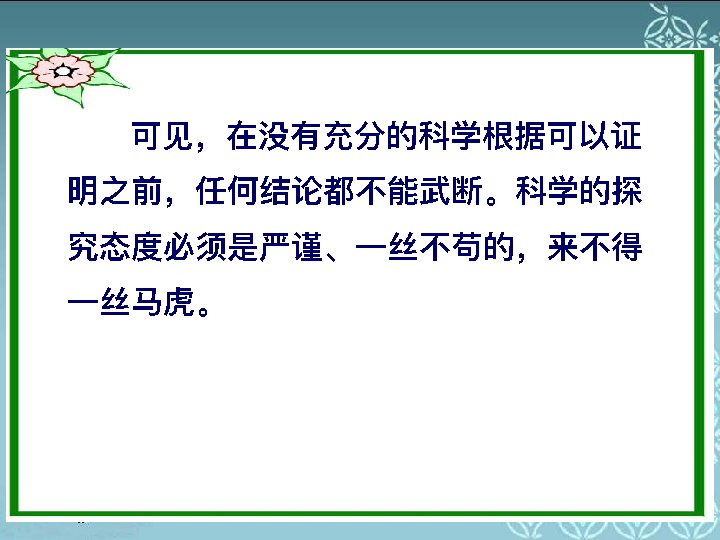 可见，在没有充分的科学根据可以证
明之前，任何结论都不能武断。科学的探
究态度必须是严谨、一丝不苟的，来不得
一丝马虎。